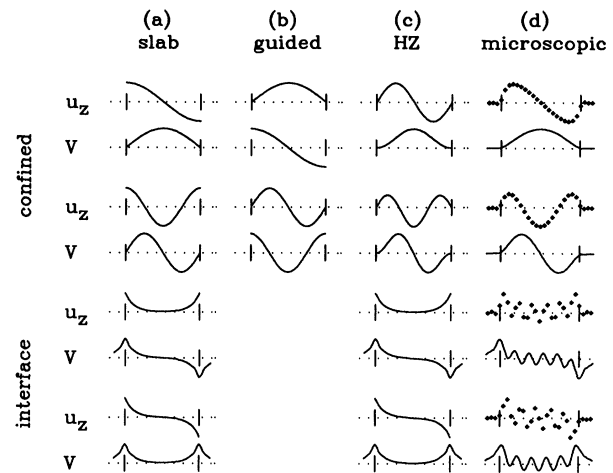 (a) (b) (c) (d)
slab guided HZ microscopic
confined
u_z
V
u_z
V
interface
u_z
V
u_z
V